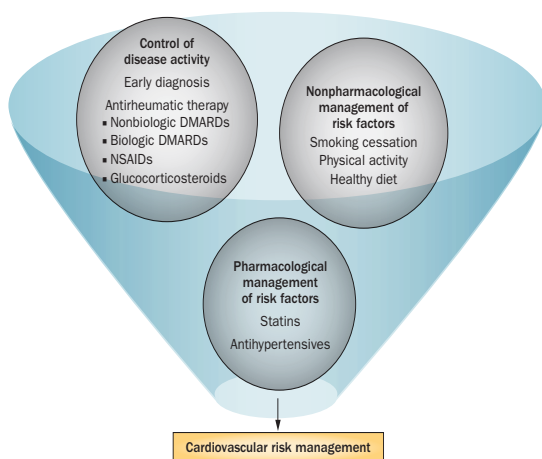 Control of
disease activity
Early diagnosis
Antirheumatic therapy
▪ Nonbiologic DMARDs
▪ Biologic DMARDs
▪ NSAIDs
▪ Glucocorticosteroids
Nonpharmacological
management of
risk factors
Smoking cessation
Physical activity
Healthy diet
Pharmacological
management
of risk factors
Statins
Antihypertensives
Cardiovascular risk management